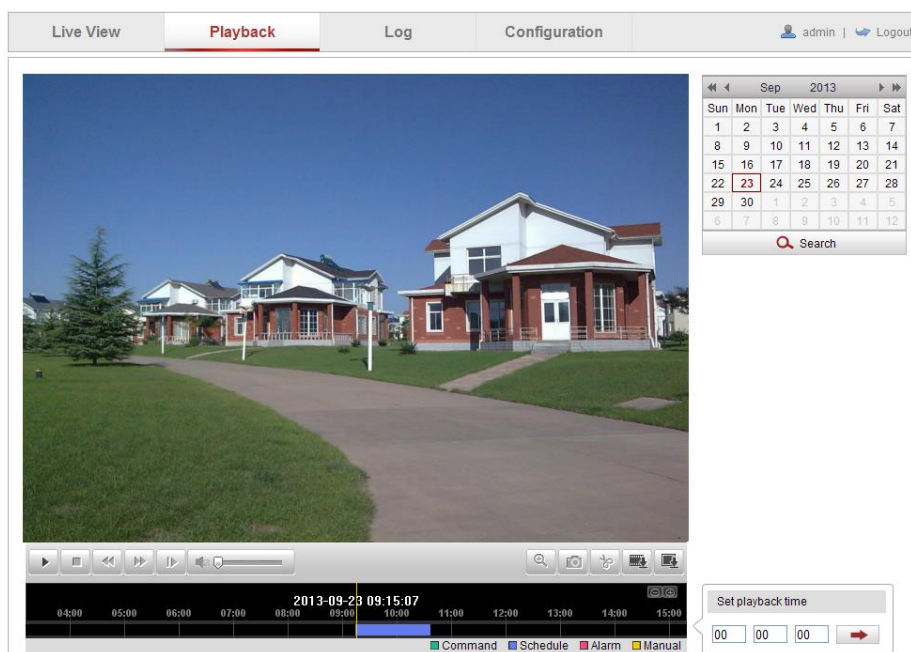 Live View Playback Log Configuration admin | Logout
Sep 2013
Sun Mon Tue Wed Thu Fri Sat
1 2 3 4 5 6 7
8 9 10 11 12 13 14
15 16 17 18 19 20 21
22 23 24 25 26 27 28
29 30 1 2 3 4 5
6 7 8 9 10 11 12
Search
2013-09-23 09:15:07
04:00 05:00 06:00 07:00 08:00 09:00 10:00 11:00 12:00 13:00 14:00 15:00
Command Schedule Alarm Manual
Set playback time
00 00 00